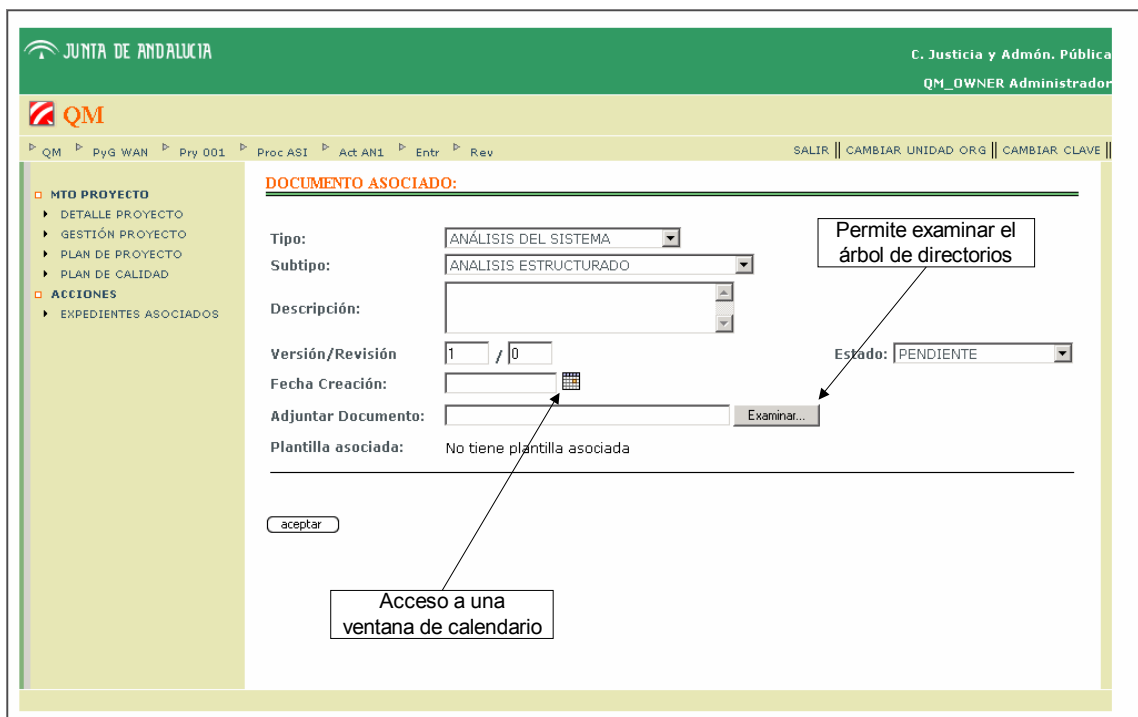 JUNTA DE ANDALUCIA
C. Justicia y Admón. Pública
QM_OWNER Administrador
QM
QM PyG WAN Pry 001 Proc ASI Act AN1 Entr Rev
SALIR || CAMBIAR UNIDAD ORG || CAMBIAR CLAVE ||
MTO PROYECTO
DETALLE PROYECTO
GESTIÓN PROYECTO
PLAN DE PROYECTO
PLAN DE CALIDAD
ACCIONES
EXPEDIENTES ASOCIADOS
DOCUMENTO ASOCIADO:
Permite examinar el
árbol de directorios
Tipo: ANÁLISIS DEL SISTEMA
Subtipo: ANALISIS ESTRUCTURADO
Descripción:
Versión/Revisión 1 / 0 Estado: PENDIENTE
Fecha Creación:
Adjuntar Documento: Examinar...
Plantilla asociada: No tiene plantilla asociada
aceptar
Acceso a una
ventana de calendario